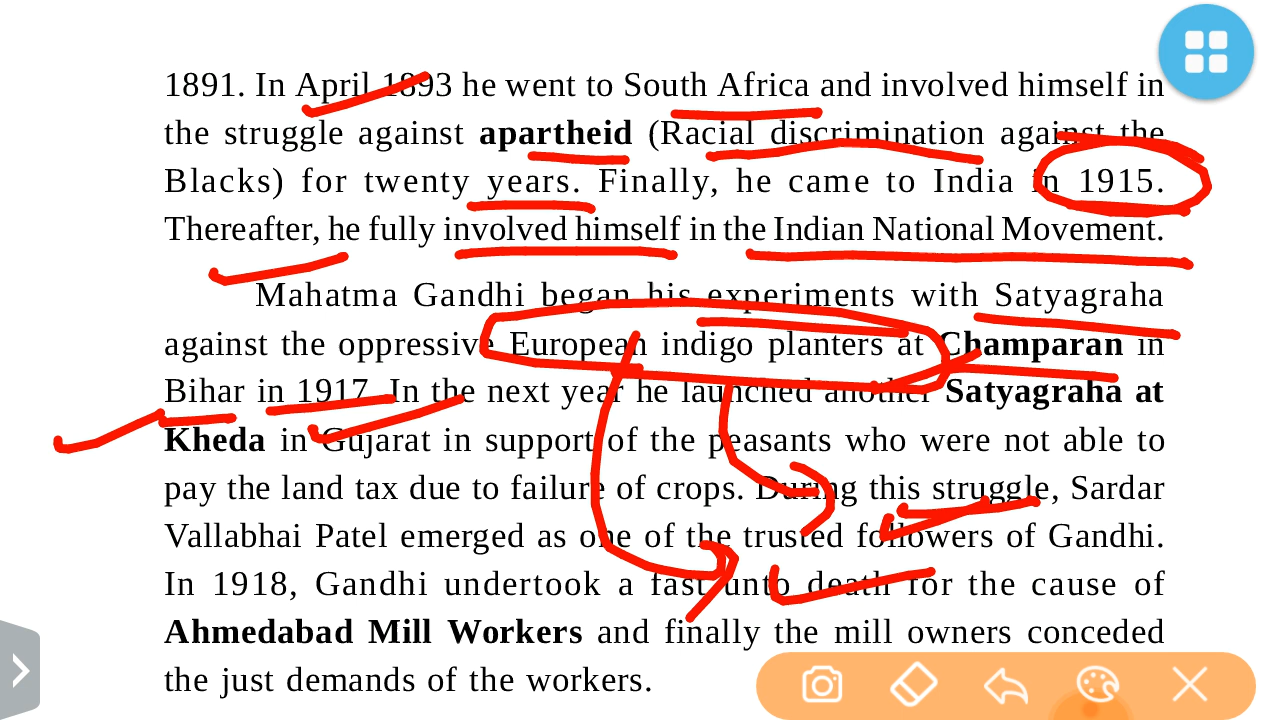 1891. In April 1893 he went to South Africa and involved himself in
the struggle against apartheid (Racial discrimination against the
Blacks) for twenty years. Finally, he came to India in 1915.
Thereafter, he fully involved himself in the Indian National Movement.
Mahatma Gandhi began his experiments with Satyagraha
against the oppressive European indigo planters at Champaran in
Bihar in 1917. In the next year he launched another Satyagraha at
Kheda in Gujarat in support of the peasants who were not able to
pay the land tax due to failure of crops. During this struggle, Sardar
Vallabhai Patel emerged as one of the trusted followers of Gandhi.
In 1918, Gandhi undertook a fast unto death for the cause of
Ahmedabad Mill Workers and finally the mill owners conceded
the just demands of the workers.